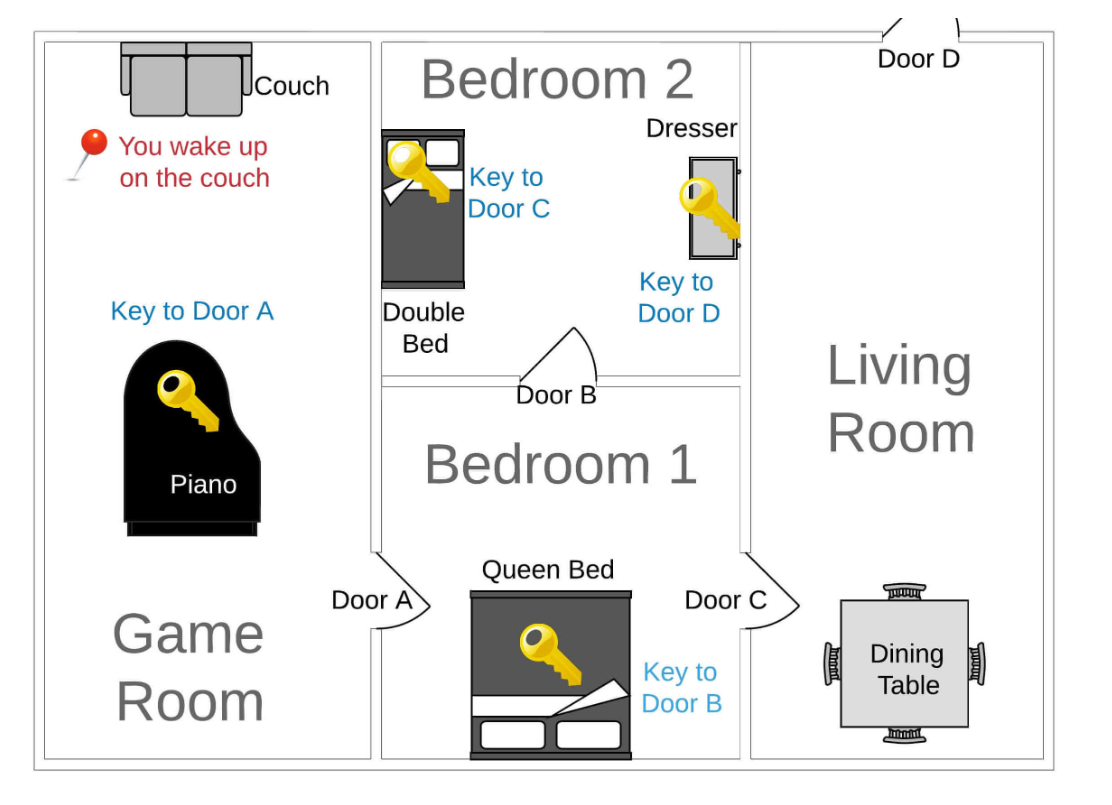 Door D
Couch
Bedroom 2
Dresser
You wake up
on the couch
Key to
Door C
Key to
Door D
Key to Door A
Double
Bed
Door B
Living
Room
Bedroom 1
Piano
Queen Bed
Door A
Door C
Game
Room
Key to
Door B
Dining
Table